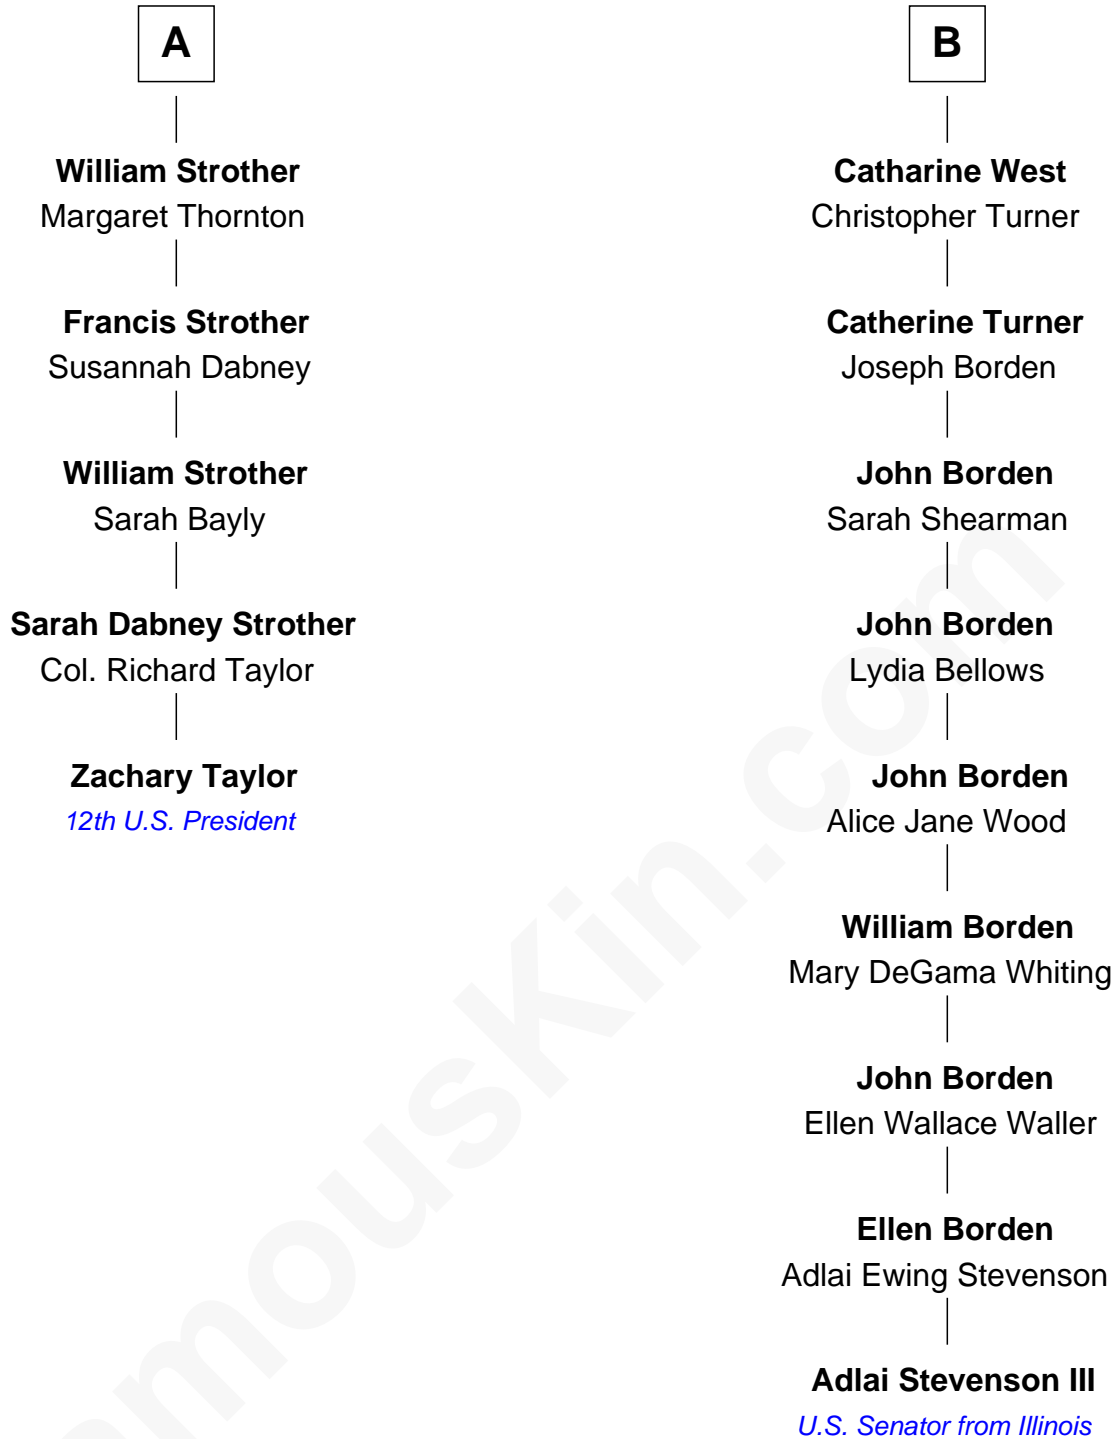 A
William Strother
Margaret Thornton
Francis Strother
Susannah Dabney
William Strother
Sarah Bayly
Sarah Dabney Strother
Col. Richard Taylor
Zachary Taylor
12th U.S. President
B
Catharine West
Christopher Turner
Catherine Turner
Joseph Borden
John Borden
Sarah Shearman
John Borden
Lydia Bellows
John Borden
Alice Jane Wood
William Borden
Mary DeGama Whiting
John Borden
Ellen Wallace Waller
Ellen Borden
Adlai Ewing Stevenson
Adlai Stevenson III
U.S. Senator from Illinois
amousKin.com